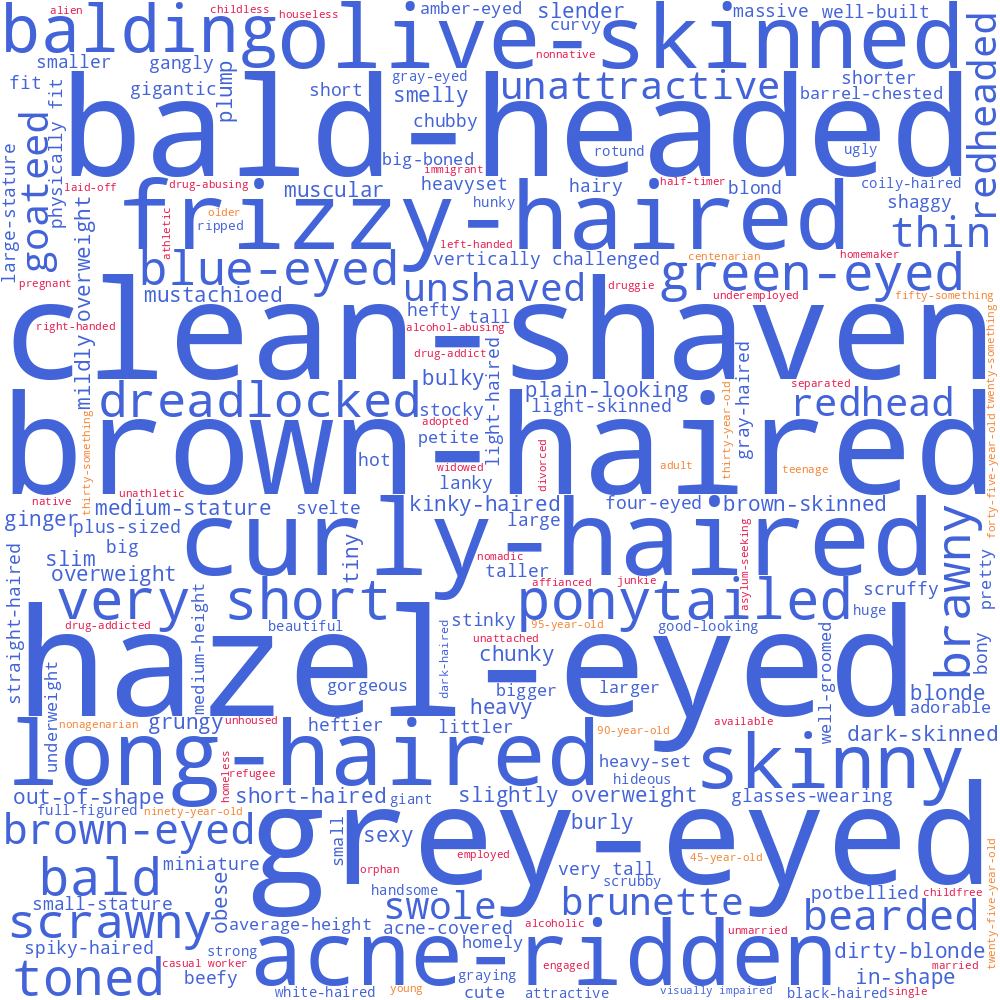 alien
childless
houseless
amber-eyed
slender
massive
well-built
balding
olive-skinned
curvy
nonnative
redheaded
smaller
gangly
fit
physically fit
gigantic
plump
short
gray-eyed
smelly
unattractive
shorter
barrel-chested
bald-headed
chubby
goateed
large-stature
big-boned
rotund
ugly
immigrant
laid-off
drug-abusing
muscular
heavyset
hairy
half-timer
blond
coily-haired
frizzy-haired
hunky
shaggy
older
ripped
athletic
thin
mildly overweight
left-handed
vertically challenged
centenarian
homemaker
blue-eyed
green-eyed
pregnant
mustachioed
unshaved
druggie
underemployed
fifty-something
hefty
tall
clean-shaven
right-handed
alcohol-abusing
drug-addict
light-haired
gray-haired
twenty-something
bulky
plain-looking
separated
dreadlocked
stocky
light-skinned
redhead
thirty-something
thirty-year-old
adopted
petite
brown-haired
forty-five-year-old
hot
widowed
divorced
adult
teenage
lanky
native
unathletic
medium-stature
svelte
kinky-haired
four-eyed
brown-skinned
ginger
plus-sized
large
curly-haired
brawny
big
slim
tiny
overweight
nomadic
taller
asylum-seeking
pretty
straight-haired
affianced
junkie
scruffy
very short
ponytailed
huge
medium-height
drug-addicted
beautiful
dark-haired
stinky
95-year-old
good-looking
well-groomed
hazel-eyed
unattached
chunky
bony
underweight
gorgeous
bigger
larger
blonde
heavy
adorable
nonagenarian
grungy
unhoused
heftier
littler
90-year-old
available
dark-skinned
long-haired
skinny
homeless
refugee
heavy-set
hideous
out-of-shape
short-haired
giant
slightly overweight
glasses-wearing
full-figured
ninety-year-old
brown-eyed
grey-eyed
small
sexy
burly
twenty-five-year-old
employed
45-year-old
miniature
orphan
very tall
bald
obese
handsome
scrubby
potbellied
childfree
small-stature
swole
brunette
bearded
scrawny
average-height
acne-covered
alcoholic
unmarried
spiky-haired
strong
acne-ridden
homely
dirty-blonde
toned
casual worker
beefy
graying
engaged
married
in-shape
white-haired
young
cute
attractive
visually impaired
black-haired
single